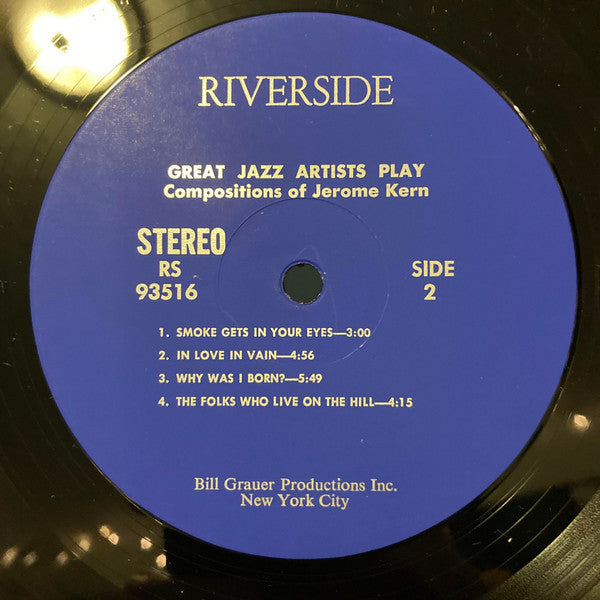 RIVERSIDE
GREAT JAZZ ARTISTS PLAY
Compositions of Jerome Kern
STEREO
RS
93516
SIDE
2
1. SMOKE GETS IN YOUR EYES—3:00
2. IN LOVE IN VAIN—4:56
3. WHY WAS I BORN?—5:49
4. THE FOLKS WHO LIVE ON THE HILL—4:15
Bill Grauer Productions Inc.
New York City